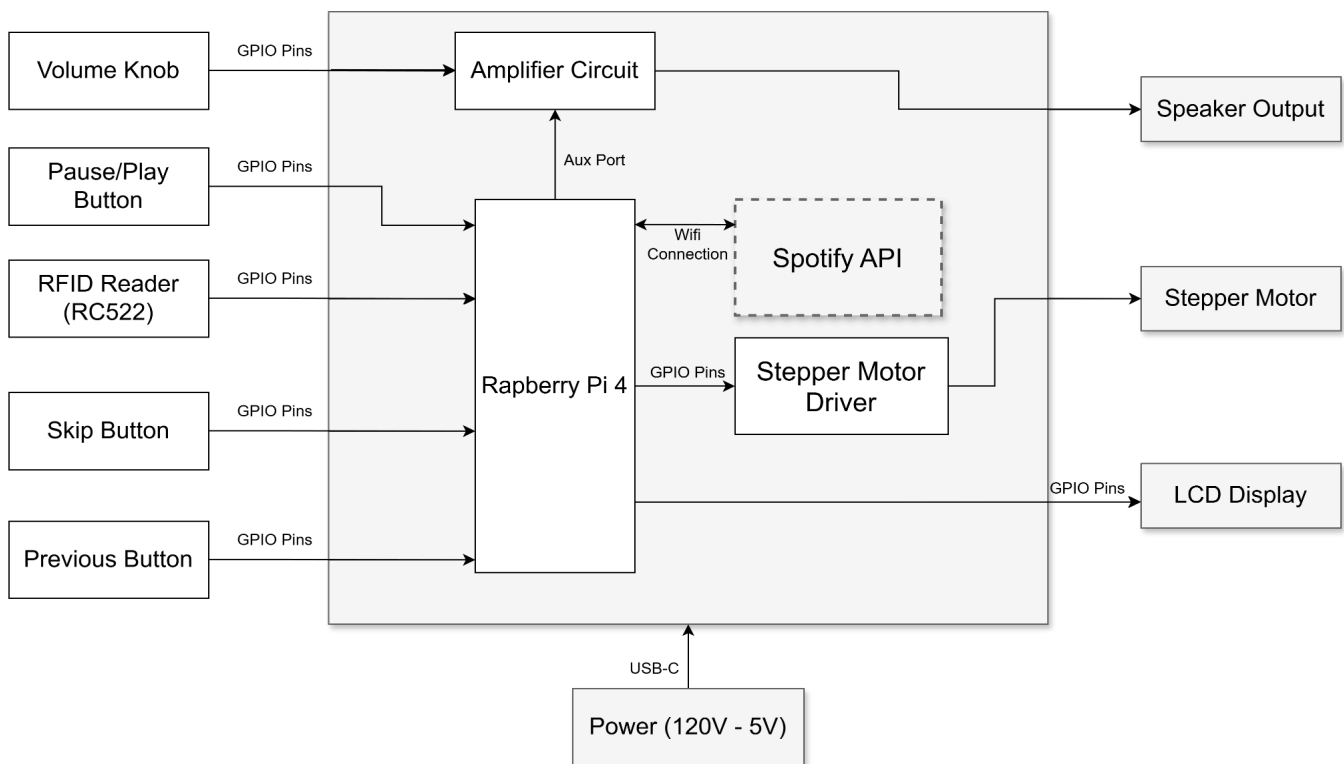 Volume Knob
GPIO Pins
Amplifier Circuit
Speaker Output
Aux Port
Pause/Play
Button
GPIO Pins
Wifi
Connection
Spotify API
RFID Reader
(RC522)
GPIO Pins
Stepper Motor
Rapberry Pi 4
GPIO Pins
Stepper Motor
Driver
Skip Button
GPIO Pins
GPIO Pins
LCD Display
Previous Button
GPIO Pins
USB-C
Power (120V - 5V)